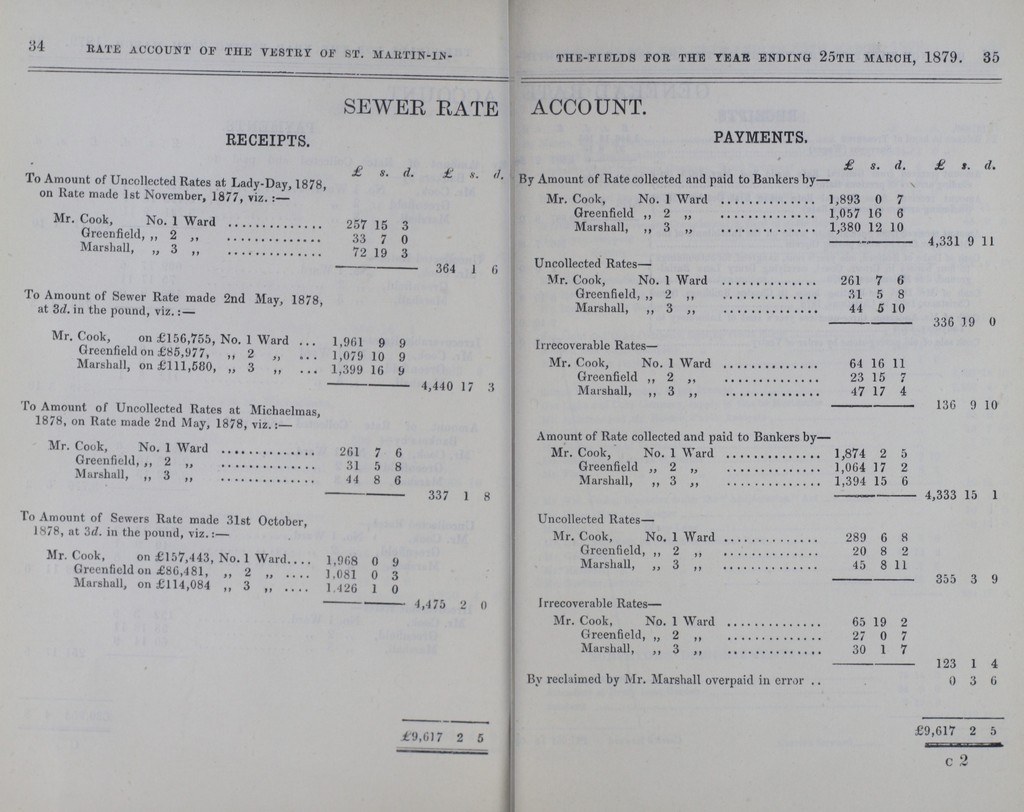 34 RATE ACCOUNT OF THE VESTRY OF ST. MARTIN-IN-
SEWER RATE
RECEIPTS.
£ s. d. £ s. d.
To Amount of Uncollected Rates at Lady-Day, 1878,
on Rate made 1st November, 1877, viz. :—
Mr. Cook, No. 1 Ward .............. 257 15 3
Greenfield, ,, 2 ,, .............. 33 7 0
Marshall, ,, 3 ,, .............. 72 19 3
364 1 6
To Amount of Sewer Rate made 2nd May, 1878,
at 3d. in the pound, viz. :—
Mr. Cook, on £156,755, No. 1 Ward ... 1,961 9 9
Greenfield on £85,977, ,, 2 ,, ... 1,079 10 9
Marshall, on £111,580, ,, 3 ,, ... 1,399 16 9
4,440 17 3
To Amount of Uncollected Rates at Michaelmas,
1878, on Rate made 2nd May, 1878, viz. :—
Mr. Cook, No. 1 Ward .............. 261 7 6
Greenfield, ,, 2 ,, .............. 31 5 8
Marshall, ,, 3 ,, .............. 44 8 6
337 1 8
To Amount of Sewers Rate made 31st October,
1878, at 3d. in the pound, viz. :—
Mr. Cook, on £157,443, No. 1 Ward.... 1,968 0 9
Greenfield on £86,481, ,, 2 ,, .... 1,081 0 3
Marshall, on £114,084 ,, 3 ,, .... 1,426 1 0
4,475 2 0
£9,617 2 5
THE-FIELDS FOR THE YEAR ENDING 25TH MARCH, 1879. 35
ACCOUNT.
PAYMENTS.
£ s. d. £ s. d.
By Amount of Rate collected and paid to Bankers by—
Mr. Cook, No. 1 Ward .............. 1,893 0 7
Greenfield ,, 2 ,, .............. 1,057 16 6
Marshall, ,, 3 ,, .............. 1,380 12 10
4,331 9 11
Uncollected Rates—
Mr. Cook, No. 1 Ward .............. 261 7 6
Greenfield, ,, 2 ,, .............. 31 5 8
Marshall, ,, 3 ,, .............. 44 5 10
336 19 0
Irrecoverable Rates—
Mr. Cook, No. 1 Ward .............. 64 16 11
Greenfield ,, 2 ,, .............. 23 15 7
Marshall, ,, 3 ,, .............. 47 17 4
136 9 10
Amount of Rate collected and paid to Bankers by—
Mr. Cook, No. 1 Ward .............. 1,874 2 5
Greenfield ,, 2 ,, .............. 1,064 17 2
Marshall, ,, 3 ,, .............. 1,394 15 6
4,333 15 1
Uncollected Rates—
Mr. Cook, No. 1 Ward .............. 289 6 8
Greenfield, ,, 2 ,, .............. 20 8 2
Marshall, ,, 3 ,, .............. 45 8 11
355 3 9
Irrecoverable Rates—
Mr. Cook, No. 1 Ward .............. 65 19 2
Greenfield, ,, 2 ,, .............. 27 0 7
Marshall, ,, 3 ,, .............. 30 1 7
123 1 4
By reclaimed by Mr. Marshall overpaid in error .. 0 3 6
£9,617 2 5
C 2